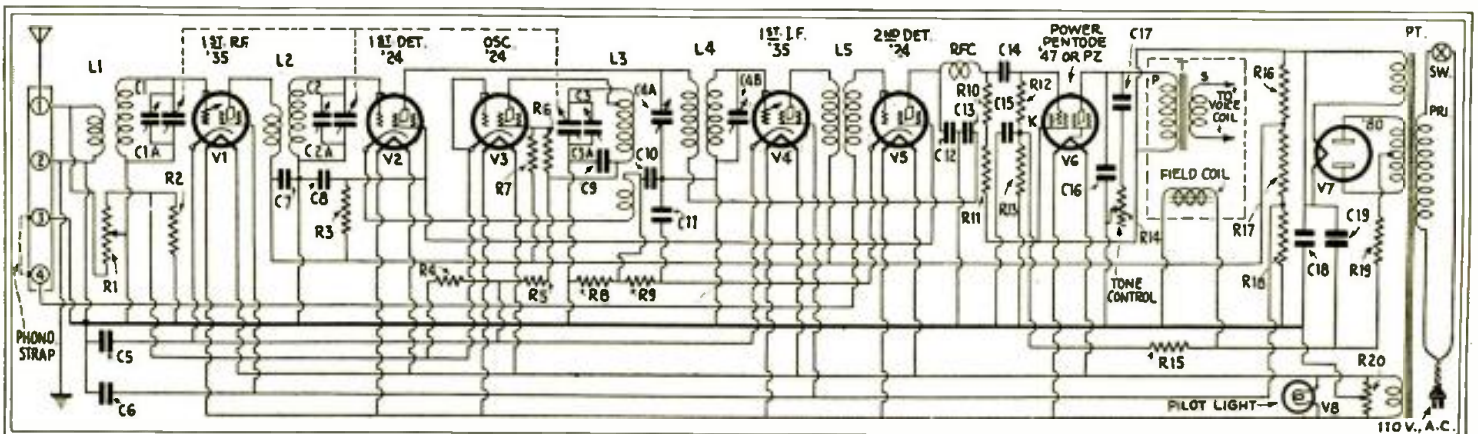 1ST. R.F.
'35
1ST DET.
'24
OSC.
'24
1ST. I.F.
'35
2ND DET.
'24
POWER
PENTODE
'47 OR PZ
L1
L2
L3
L4
L5
RFC
C14
C17
PT.
SW.
PRI.
C1
C1A
C2
C2A
C3
C3A
C4A
C4B
R6
R10
C13
C15
R12
R16
P
S
TO
VOICE
COIL
FIELD COIL
'80
1
2
3
4
V1
V2
V3
V4
V5
V6
K
V7
R2
C7
C8
R3
R7
C9
C10
C11
C12
R11
R13
C16
R14
R17
R18
C18
C19
R19
R1
R4
R5
R8
R9
TONE
CONTROL
PHONO.
STRAP
C5
C6
R15
R20
PILOT LIGHT
V8
110 V., A.C.